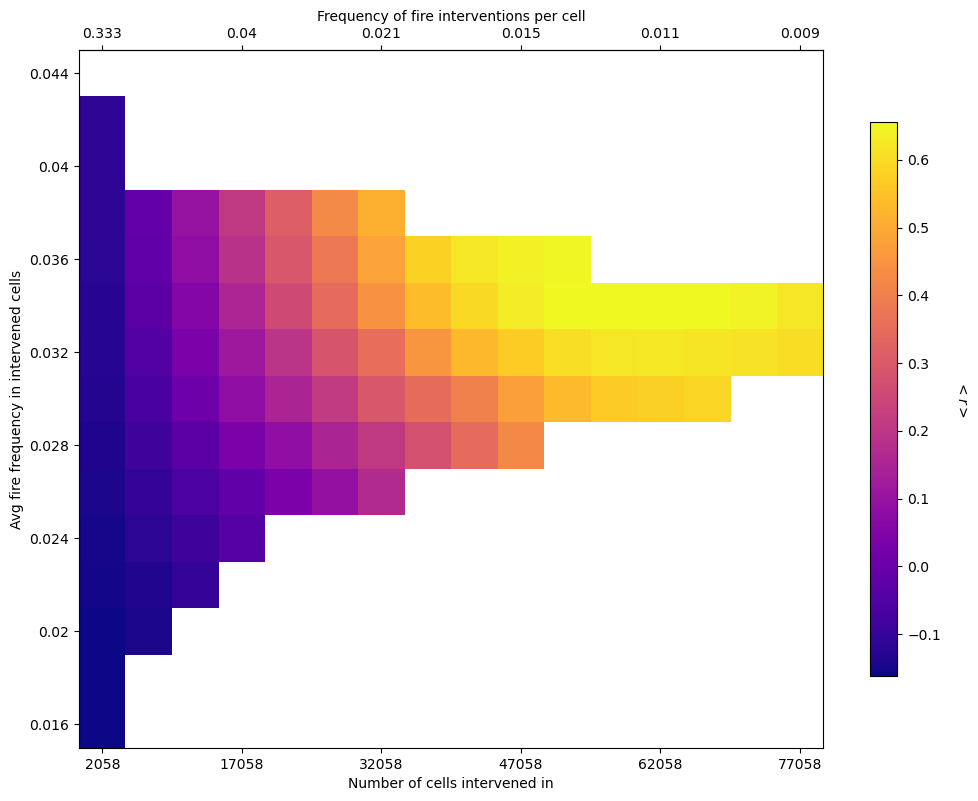 Frequency of fire interventions per cell
0.333 0.04 0.021 0.015 0.011 0.009
0.044
0.04
0.036
0.032
0.028
0.024
0.02
0.016
Avg fire frequency in intervened cells
2058 17058 32058 47058 62058 77058
Number of cells intervened in
0.6
0.5
0.4
0.3
0.2
0.1
0.0
−0.1
< r >